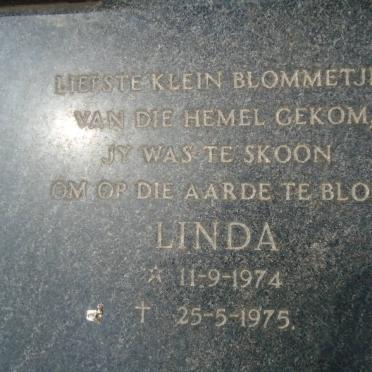 LIEFSTE KLEIN BLOMMETJI
VAN DIE HEMEL GEKOM
JY WAS TE SKOON
OM OP DIE AARDE TE BLO
LINDA
☆ 11-9-1974
† 25-5-1975.